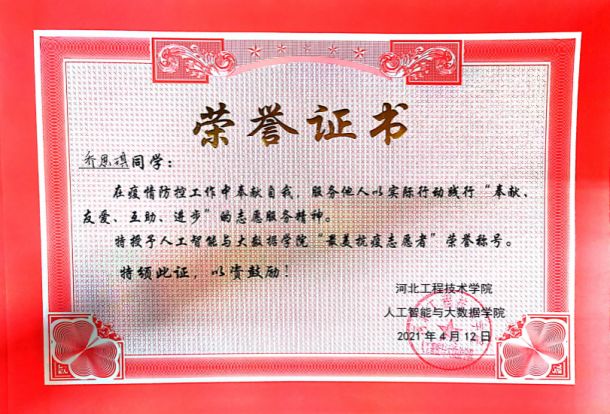 荣誉证书
乔思琪同学：
在疫情防控工作中奉献自我，服务他人以实际行动践行“奉献、
友爱、互助、进步”的志愿服务精神。
特授予人工智能与大数据学院“最美抗疫志愿者”荣誉称号。
特颁此证，以资鼓励！
河北工程技术学院
人工智能与大数据学院
2021年4月12日